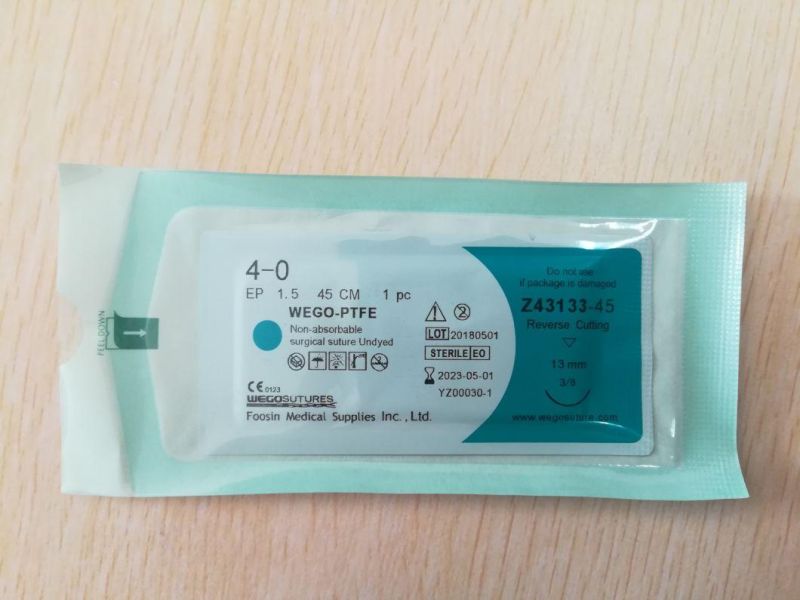 PEEL DOWN
4-0
EP 1.5 45 CM 1 pc
WEGO-PTFE
Non-absorbable
surgical suture Undyed
CE 0123
WEGOSUTURES
Foosin Medical Supplies Inc., Ltd.
2
LOT 20180501
STERILE EO
2023-05-01
YZ00030-1
Do not use
if package is damaged
Z43133-45
Reverse Cutting
13 mm
3/8
www.wegosuture.com